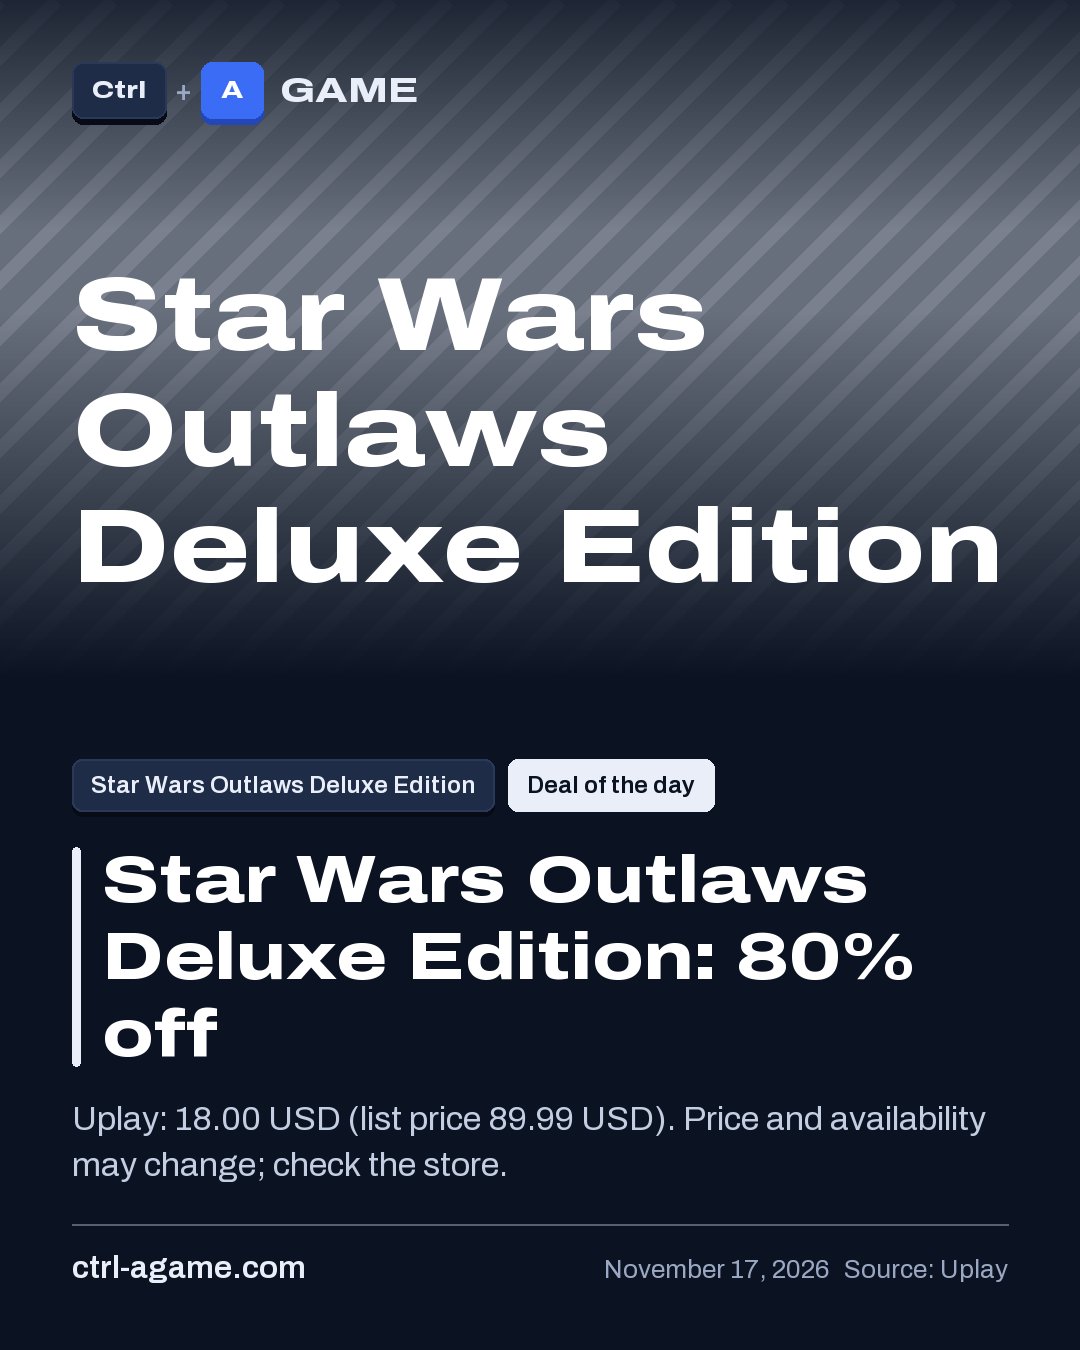 Ctrl + A GAME
Star Wars
Outlaws
Deluxe Edition
Star Wars Outlaws Deluxe Edition Deal of the day
Star Wars Outlaws
Deluxe Edition: 80%
off
Uplay: 18.00 USD (list price 89.99 USD). Price and availability
may change; check the store.
ctrl-agame.com November 17, 2026 Source: Uplay